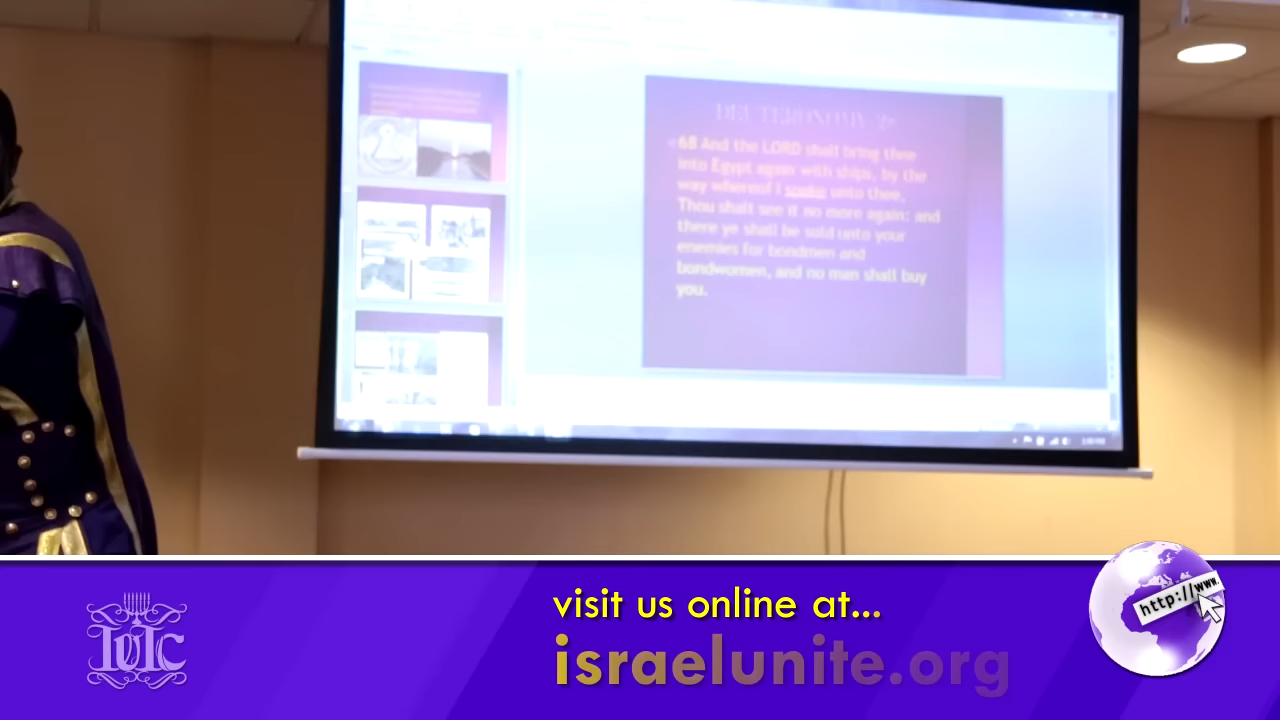 DEUTERONOMY 28
68 And the LORD shall bring thee
into Egypt again with ships, by the
way whereof I spake unto thee,
Thou shalt see it no more again: and
there ye shall be sold unto your
enemies for bondmen and
bondwomen, and no man shall buy
you.
visit us online at...
israelunite.org
IUIC
http://www.